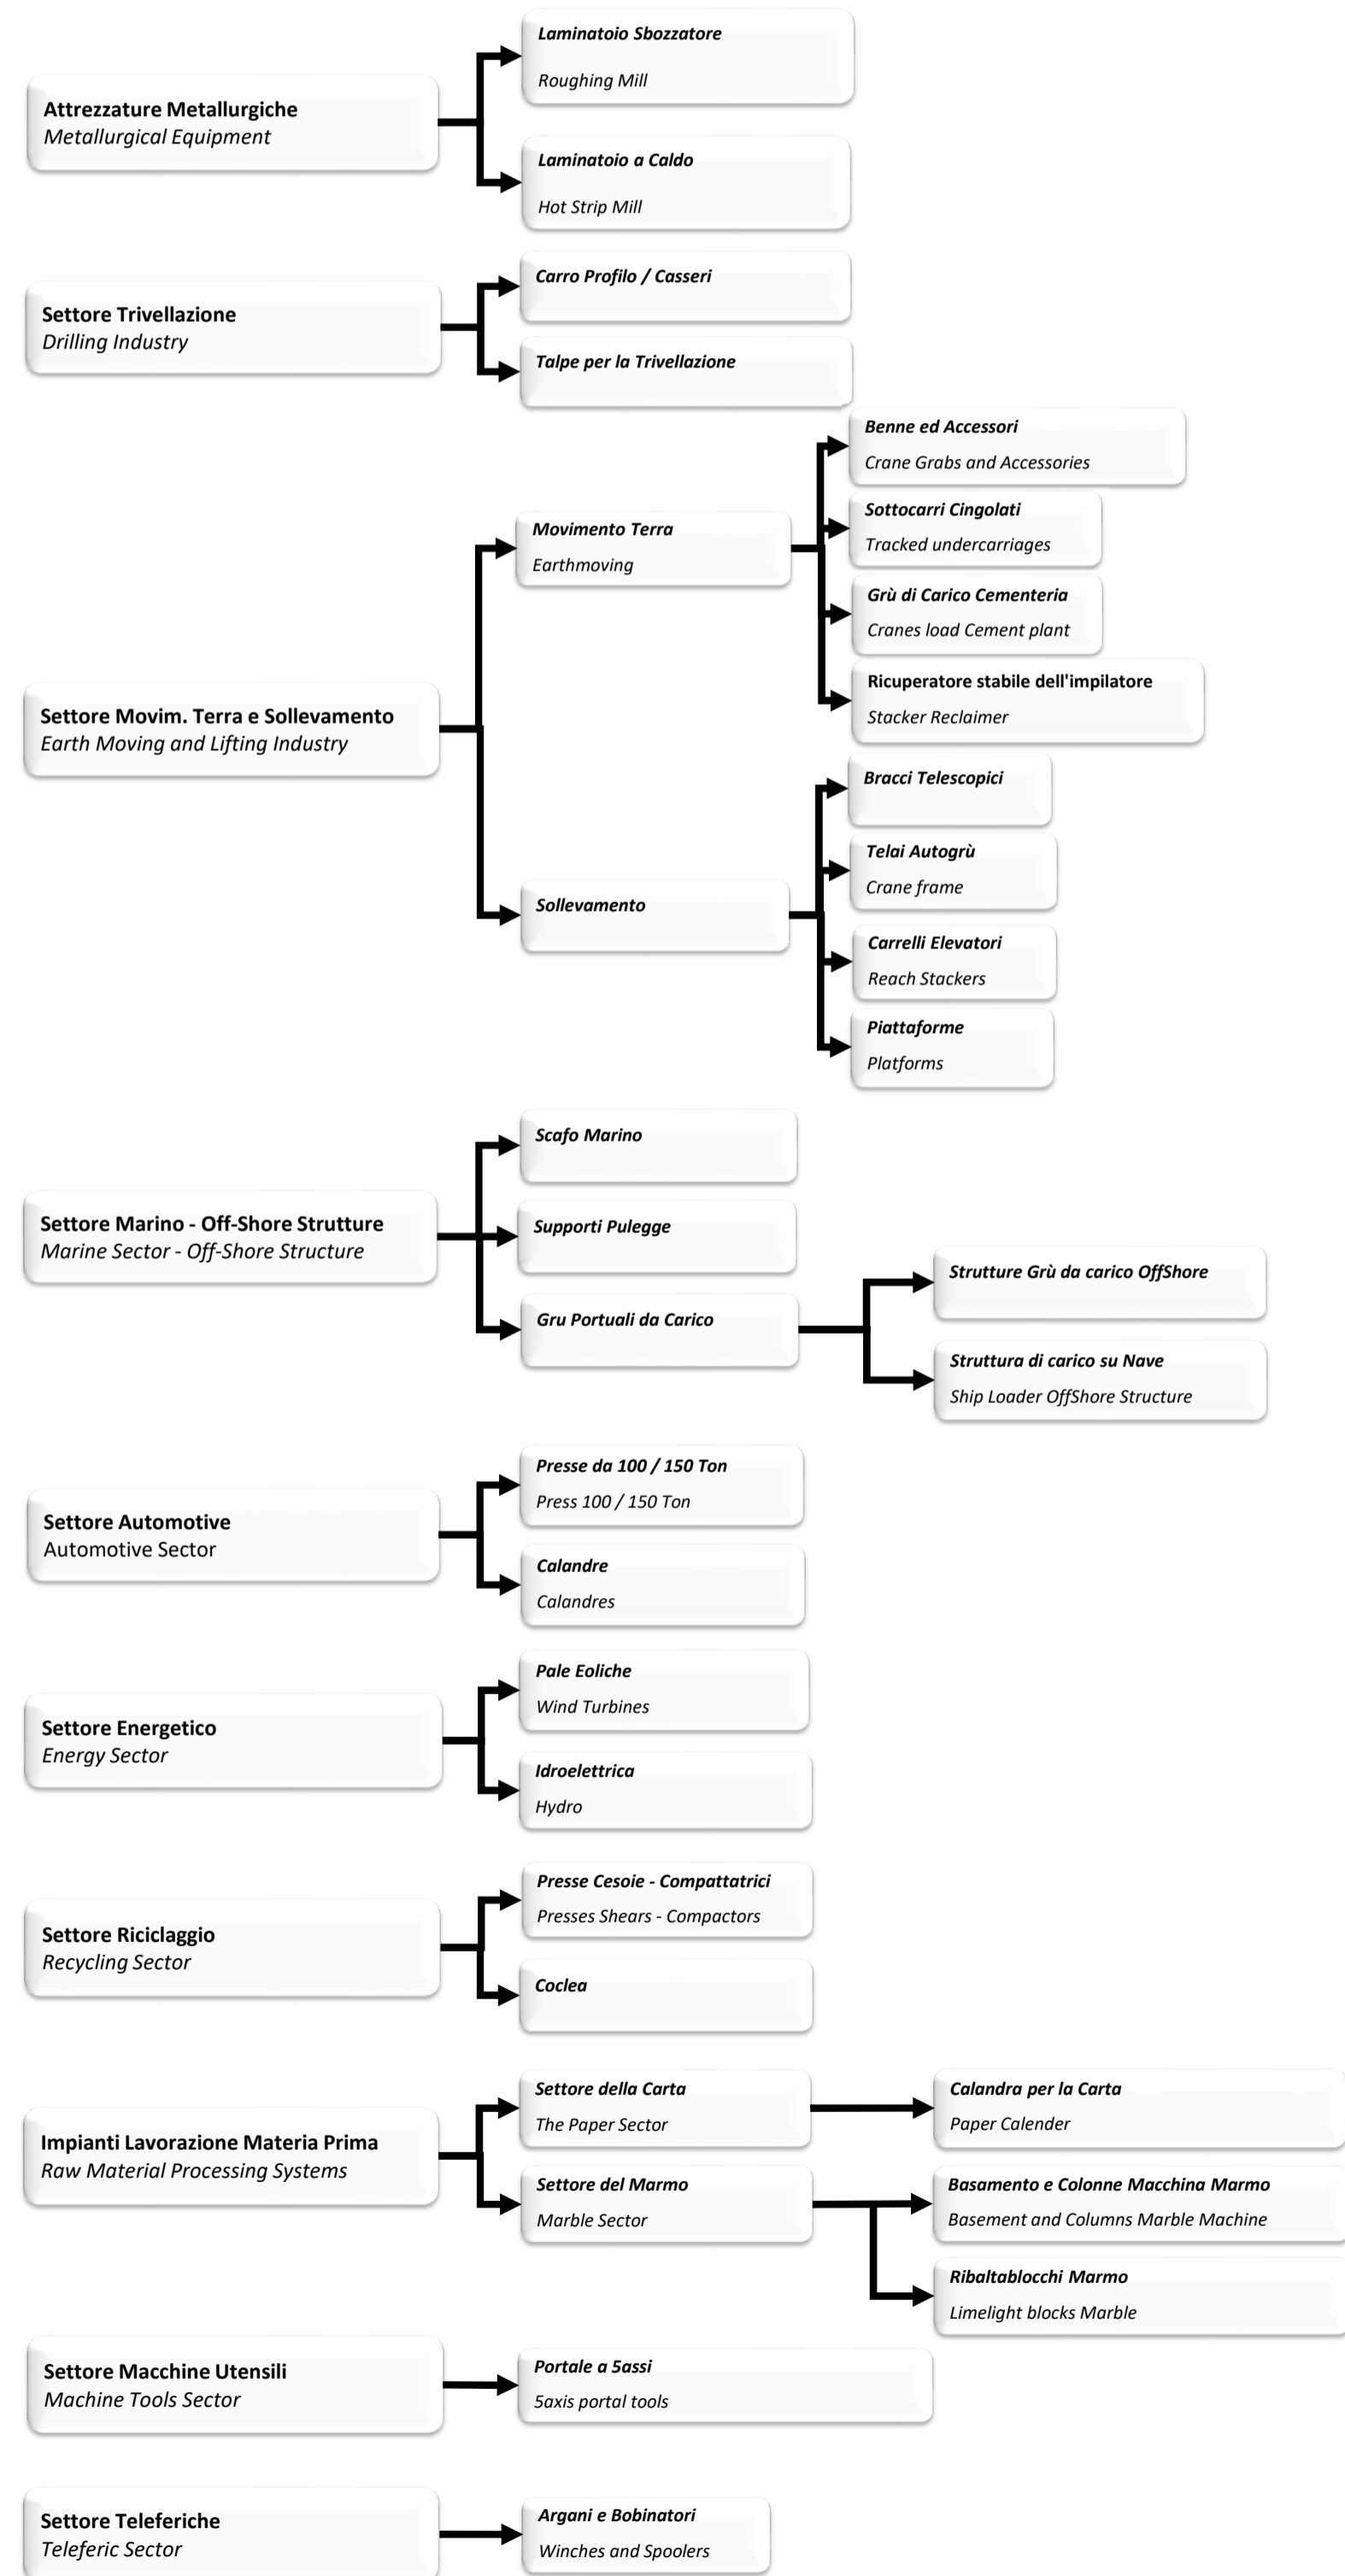 Attrezzature Metallurgiche
Metallurgical Equipment
Laminatoio Sbozzatore
Roughing Mill
Laminatoio a Caldo
Hot Strip Mill
Settore Trivellazione
Drilling Industry
Carro Profilo / Casseri
Talpe per la Trivellazione
Settore Movim. Terra e Sollevamento
Earth Moving and Lifting Industry
Movimento Terra
Earthmoving
Benne ed Accessori
Crane Grabs and Accessories
Sottocarri Cingolati
Tracked undercarriages
Grù di Carico Cementeria
Cranes load Cement plant
Ricuperatore stabile dell'impilatore
Stacker Reclaimer
Sollevamento
Bracci Telescopici
Telai Autogrù
Crane frame
Carrelli Elevatori
Reach Stackers
Piattaforme
Platforms
Settore Marino - Off-Shore Strutture
Marine Sector - Off-Shore Structure
Scafo Marino
Supporti Pulegge
Gru Portuali da Carico
Strutture Grù da carico OffShore
Struttura di carico su Nave
Ship Loader OffShore Structure
Settore Automotive
Automotive Sector
Presse da 100 / 150 Ton
Press 100 / 150 Ton
Calandre
Calandres
Settore Energetico
Energy Sector
Pale Eoliche
Wind Turbines
Idroelettrica
Hydro
Settore Riciclaggio
Recycling Sector
Presse Cesoie - Compattatrici
Presses Shears - Compactors
Coclea
Impianti Lavorazione Materia Prima
Raw Material Processing Systems
Settore della Carta
The Paper Sector
Calandra per la Carta
Paper Calender
Settore del Marmo
Marble Sector
Basamento e Colonne Macchina Marmo
Basement and Columns Marble Machine
Ribaltablocchi Marmo
Limelight blocks Marble
Settore Macchine Utensili
Machine Tools Sector
Portale a 5assi
5axis portal tools
Settore Teleferiche
Teleferic Sector
Argani e Bobinatori
Winches and Spoolers